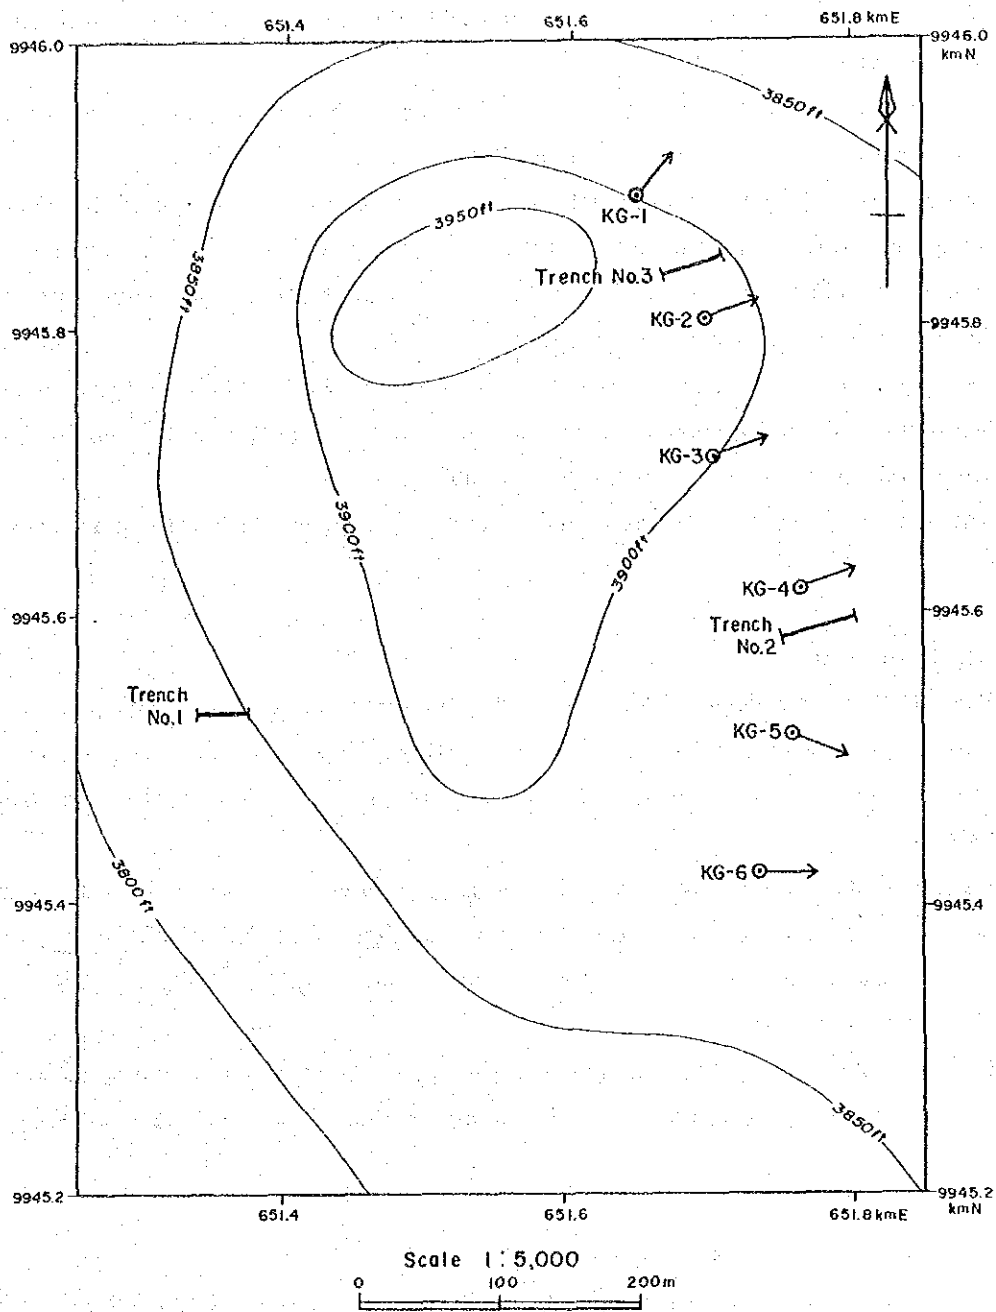 651.4
651.6
651.8 kmE
9946.0
9946.0
kmN
3850ft
KG-1
3950ft
3850ft
Trench No.3
KG-2
9945.8
9945.8
KG-3
3900ft
3900ft
KG-4
9945.6
9945.6
Trench
No.2
Trench
No.1
KG-5
3800ft
KG-6
9945.4
9945.4
3850ft
9945.2
9945.2
kmN
651.4
651.6
651.8 kmE
Scale 1:5,000
0
100
200m